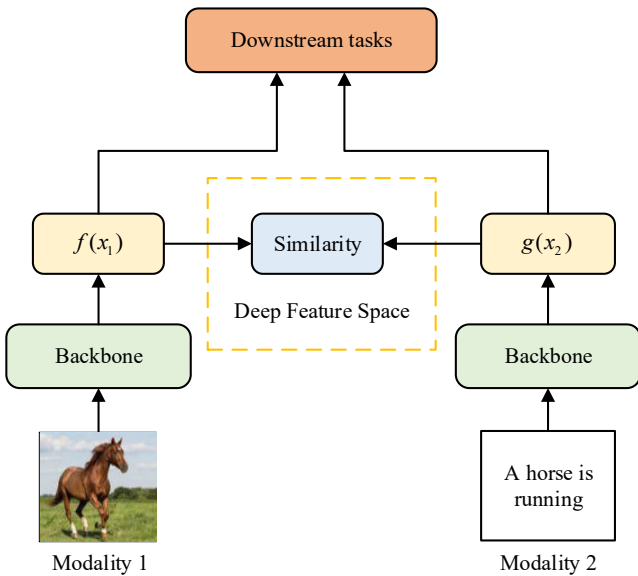 Downstream tasks
f(x₁)
Similarity
g(x₂)
Deep Feature Space
Backbone
Backbone
A horse is
running
Modality 1
Modality 2